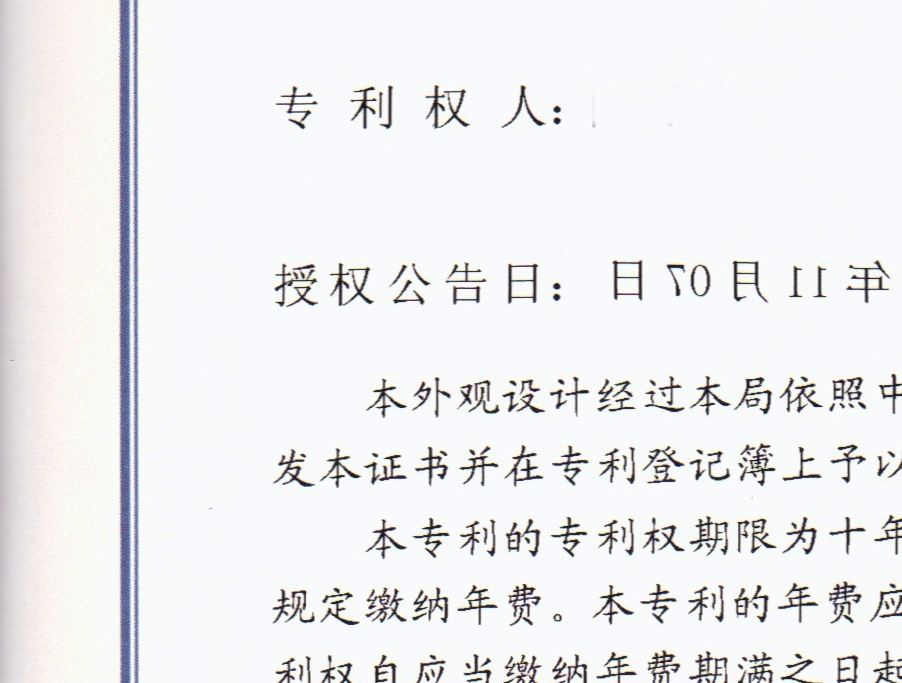 专利权人：
授权公告日：年11月07日
本外观设计经过本局依照中
发本证书并在专利登记簿上予以
本专利的专利权期限为十年
规定缴纳年费。本专利的年费应
利权自应当缴纳年费期满之日起